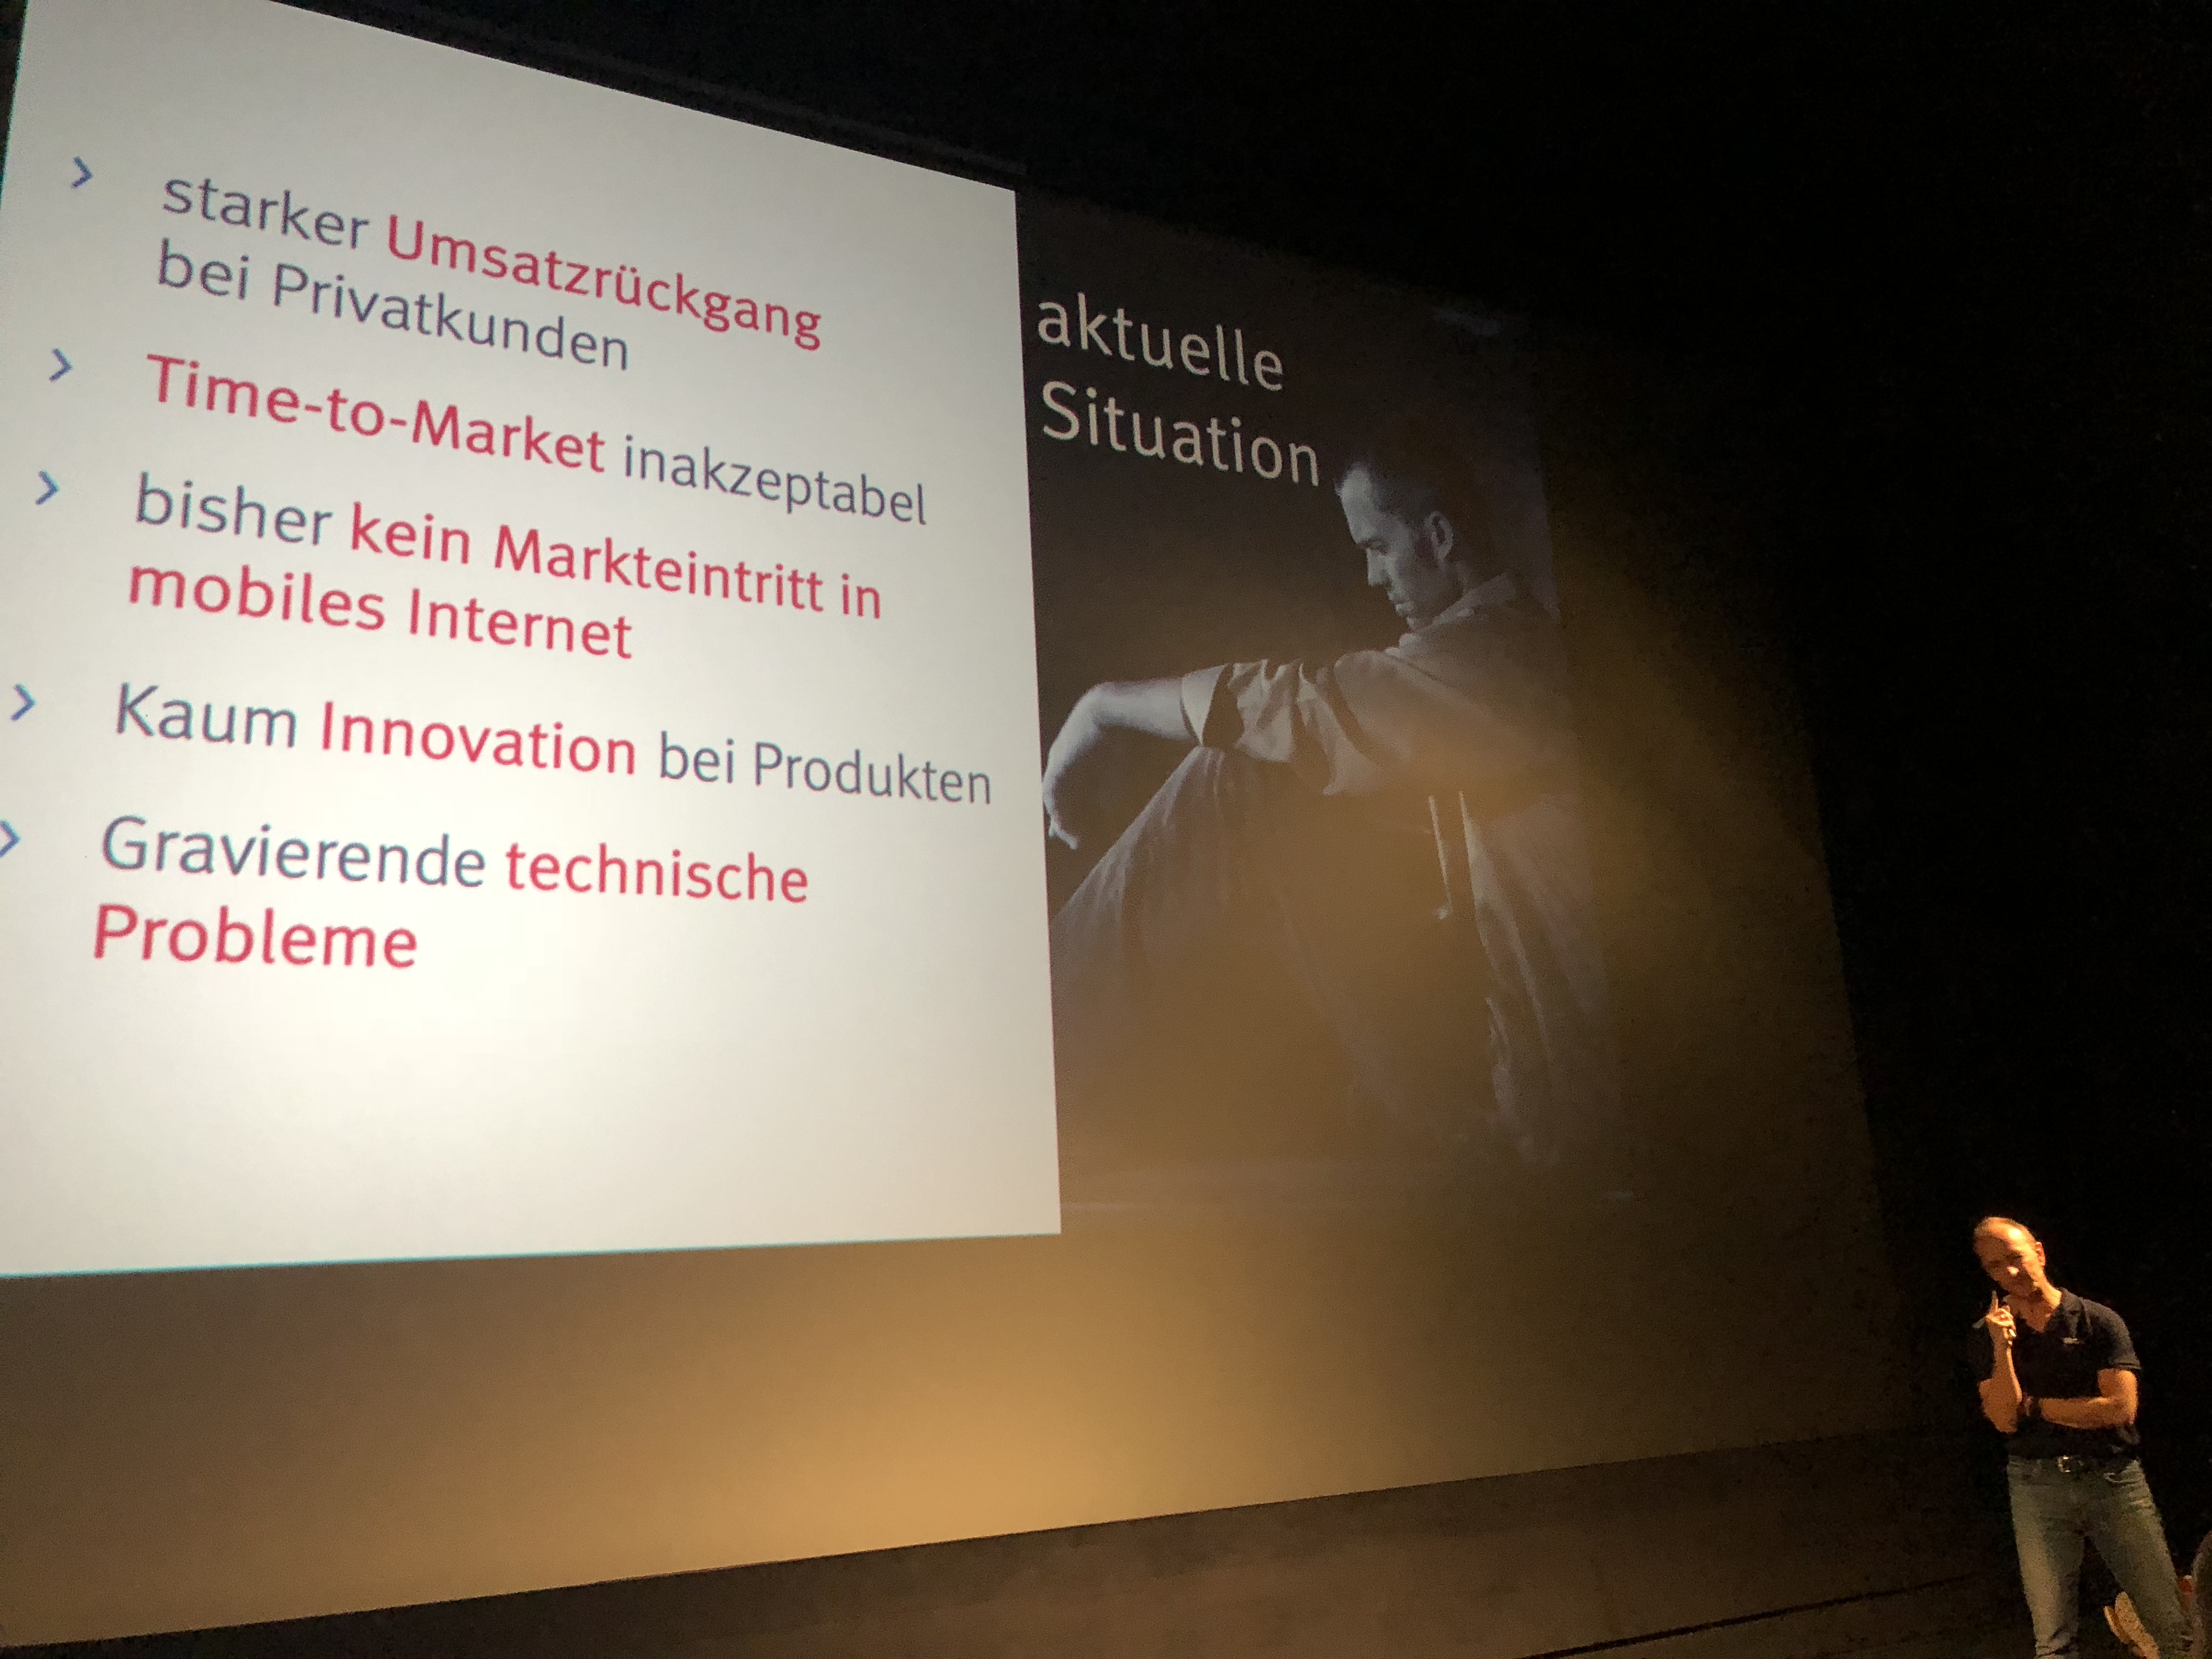 starker Umsatzrückgang
bei Privatkunden
Time-to-Market inakzeptabel
bisher kein Markteintritt in
mobiles Internet
Kaum Innovation bei Produkten
Gravierende technische
Probleme
aktuelle
Situation